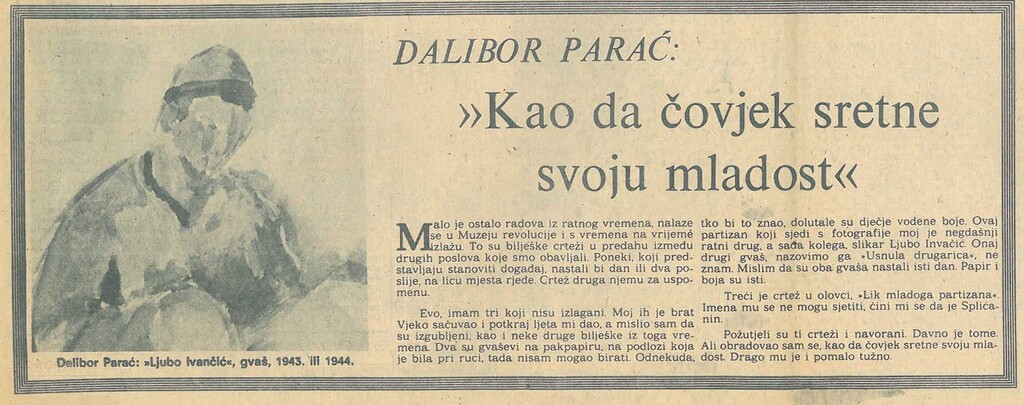 DALIBOR PARAĆ:
»Kao da čovjek sretne
svoju mladost«
Malo je ostalo radova iz ratnog vremena, nalaze
se u Muzeju revolucije i s vremena na vrijeme
izlažu. To su bilješke crteži u predahu između
drugih poslova koje smo obavljali. Poneki, koji pred-
stavljaju stanoviti događaj, nastali bi dan ili dva po-
slije, na licu mjesta rjeđe. Crtež druga njemu za uspo-
menu.
Evo, imam tri koji nisu izlagani. Moj ih je brat
Vjeko sačuvao i potkraj ljeta mi dao, a mislio sam da
su izgubljeni, kao i neke druge bilješke iz toga vre-
mena. Dva su gvaševi na pakpapiru, na podlozi koja
je bila pri ruci, tada nisam mogao birati. Odnekuda,
tko bi to znao, dolutale su dječje vodene boje. Ovaj
partizan koji sjedi s fotografije moj je negdašnji
ratni drug, a sada kolega, slikar Ljubo Invačić. Onaj
drugi gvaš, nazovimo ga »Usnula drugarica«, ne
znam. Mislim da su oba gvaša nastali isti dan. Papir i
boja su isti.
Treći je crtež u olovci, »Lik mladoga partizana«.
Imena mu se ne mogu sjetiti, čini mi se da je Splića-
nin.
Požutjeli su ti crteži i navorani. Davno je tome.
Ali obradovao sam se, kao da čovjek sretne svoju mla-
dost. Drago mu je i pomalo tužno.
Dalibor Parać: »Ljubo Ivančić«, gvaš, 1943. ili 1944.